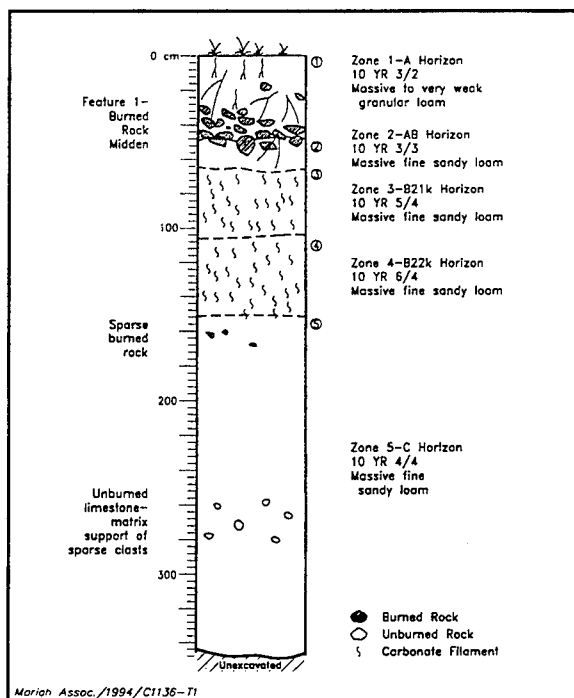 0 cm
Feature 1-
Burned
Rock
Midden
100
Sparse
burned
rock
200
Unburned
limestone-
matrix
support of
sparse clasts
300
Unexcavated
1
2
3
4
5
Zone 1-A Horizon
10 YR 3/2
Massive to very weak
granular loam
Zone 2-AB Horizon
10 YR 3/3
Massive fine sandy loam
Zone 3-B21k Horizon
10 YR 5/4
Massive fine sandy loam
Zone 4-B22k Horizon
10 YR 6/4
Massive fine sandy loam
Zone 5-C Horizon
10 YR 4/4
Massive fine
sandy loam
Burned Rock
Unburned Rock
Carbonate Filament
Mariah Assoc./1994/C1136-T1